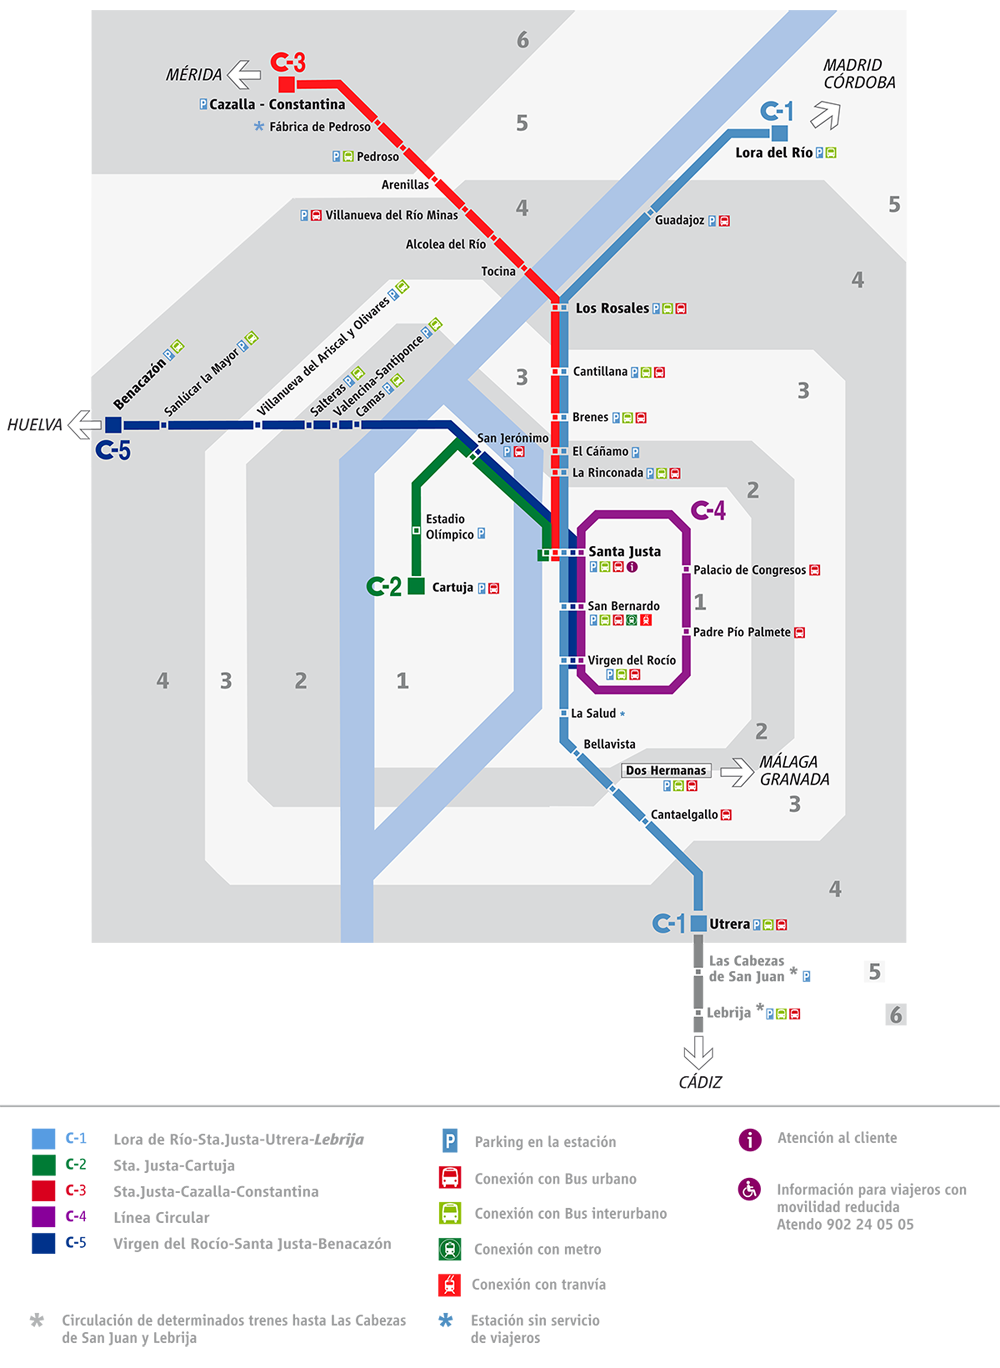 6
C-3
MÉRIDA
MADRID
CÓRDOBA
P Cazalla - Constantina
* Fábrica de Pedroso
5
C-1
Lora del Río P
P Pedroso
Arenillas
P Villanueva del Río Minas
4
5
Guadajoz P
Alcolea del Río
Tocina
4
Los Rosales P
Villanueva del Ariscal y Olivares P
Benacazón P
Sanlúcar la Mayor P
Salteras P
Valencina-Santiponce P
Camas P
3
Cantillana P
3
HUELVA
C-5
Brenes P
San Jerónimo
P
El Cáñamo P
La Rinconada P
2
C-4
Estadio
Olímpico P
Santa Justa
P i
Palacio de Congresos
C-2
Cartuja P
San Bernardo
P
1
Padre Pío Palmete
Virgen del Rocío
P
4
3
2
1
La Salud *
2
Bellavista
Dos Hermanas
P
MÁLAGA
GRANADA
3
Cantaelgallo
4
C-1
Utrera P
Las Cabezas
de San Juan * P
5
Lebrija * P
6
CÁDIZ
C-1 Lora de Río-Sta.Justa-Utrera-Lebrija
C-2 Sta. Justa-Cartuja
C-3 Sta.Justa-Cazalla-Constantina
C-4 Línea Circular
C-5 Virgen del Rocío-Santa Justa-Benacazón
* Circulación de determinados trenes hasta Las Cabezas
de San Juan y Lebrija
P Parking en la estación
Conexión con Bus urbano
Conexión con Bus interurbano
Conexión con metro
Conexión con tranvía
* Estación sin servicio
de viajeros
i Atención al cliente
Información para viajeros con
movilidad reducida
Atendo 902 24 05 05